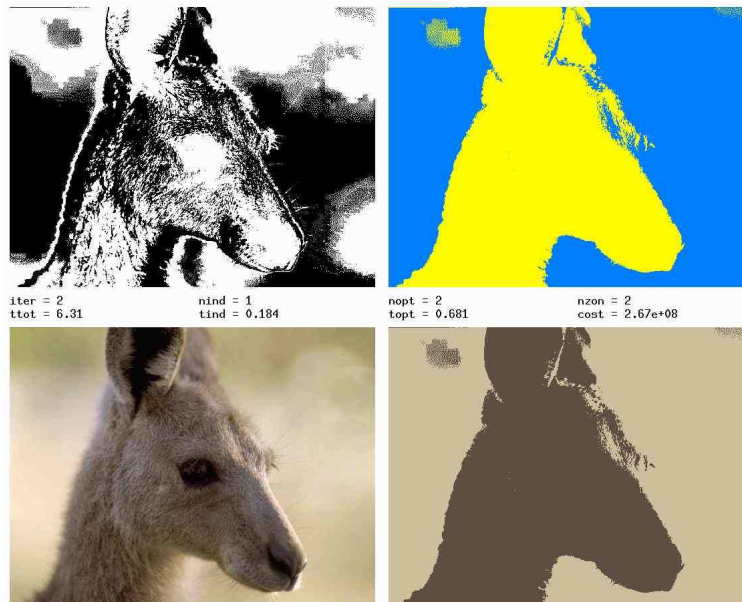 iter = 2 nind = 1 nopt = 2 nzon = 2
ttot = 6.31 tind = 0.184 topt = 0.681 cost = 2.67e+08